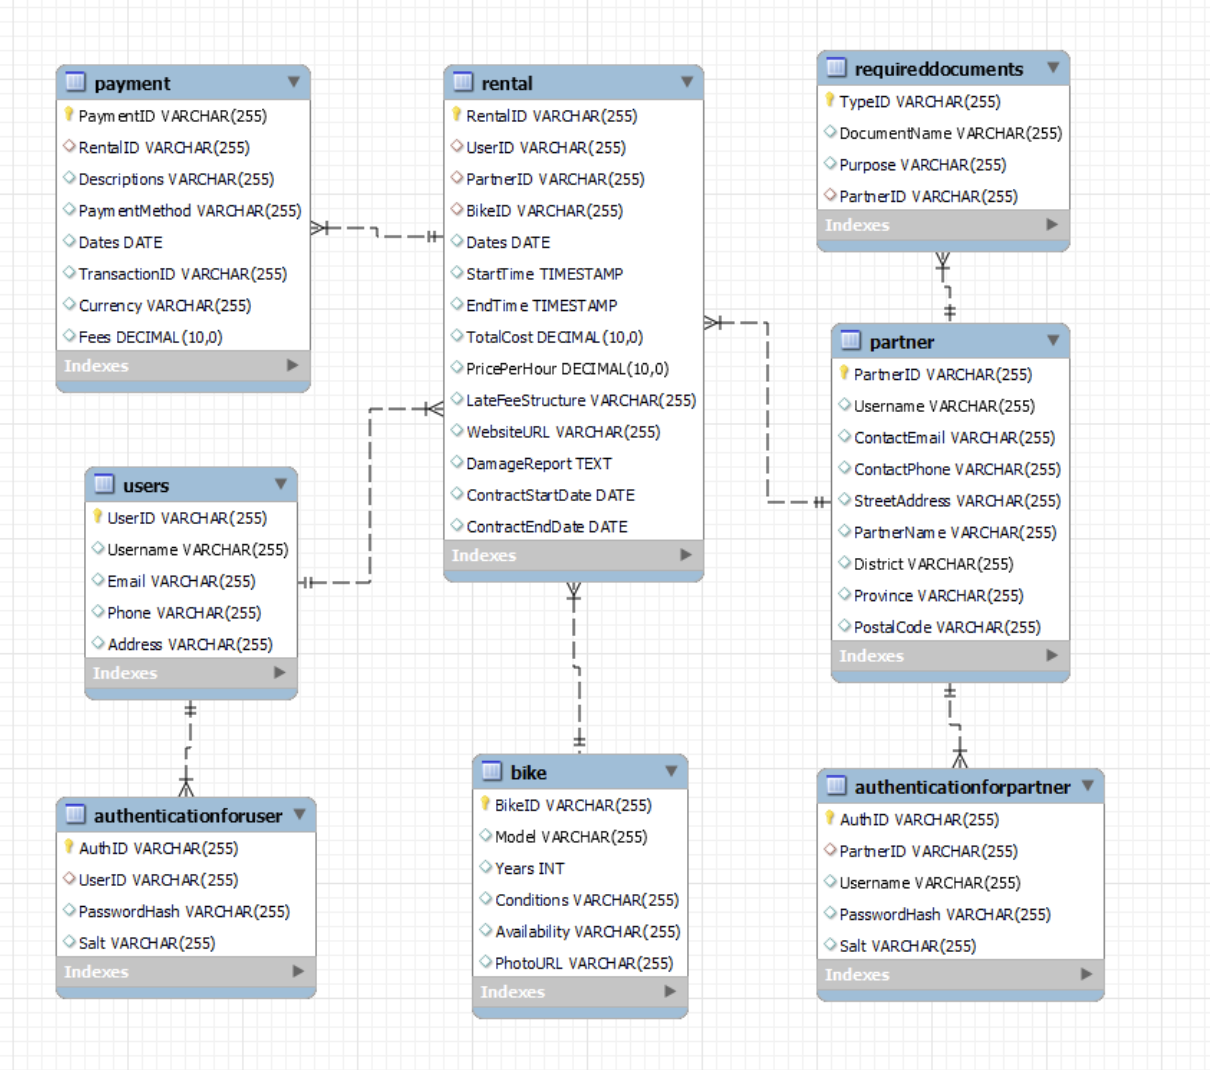 payment
PaymentID VARCHAR(255)
RentalID VARCHAR(255)
Descriptions VARCHAR(255)
PaymentMethod VARCHAR(255)
Dates DATE
TransactionID VARCHAR(255)
Currency VARCHAR(255)
Fees DECIMAL(10,0)
Indexes
rental
RentalID VARCHAR(255)
UserID VARCHAR(255)
PartnerID VARCHAR(255)
BikeID VARCHAR(255)
Dates DATE
StartTime TIMESTAMP
EndTime TIMESTAMP
TotalCost DECIMAL(10,0)
PricePerHour DECIMAL(10,0)
LateFeeStructure VARCHAR(255)
WebsiteURL VARCHAR(255)
DamageReport TEXT
ContractStartDate DATE
ContractEndDate DATE
Indexes
requireddocuments
TypeID VARCHAR(255)
DocumentName VARCHAR(255)
Purpose VARCHAR(255)
PartnerID VARCHAR(255)
Indexes
partner
PartnerID VARCHAR(255)
Username VARCHAR(255)
ContactEmail VARCHAR(255)
ContactPhone VARCHAR(255)
StreetAddress VARCHAR(255)
PartnerName VARCHAR(255)
District VARCHAR(255)
Province VARCHAR(255)
PostalCode VARCHAR(255)
Indexes
users
UserID VARCHAR(255)
Username VARCHAR(255)
Email VARCHAR(255)
Phone VARCHAR(255)
Address VARCHAR(255)
Indexes
authenticationforuser
AuthID VARCHAR(255)
UserID VARCHAR(255)
PasswordHash VARCHAR(255)
Salt VARCHAR(255)
Indexes
bike
BikeID VARCHAR(255)
Model VARCHAR(255)
Years INT
Conditions VARCHAR(255)
Availability VARCHAR(255)
PhotoURL VARCHAR(255)
Indexes
authenticationforpartner
AuthID VARCHAR(255)
PartnerID VARCHAR(255)
Username VARCHAR(255)
PasswordHash VARCHAR(255)
Salt VARCHAR(255)
Indexes